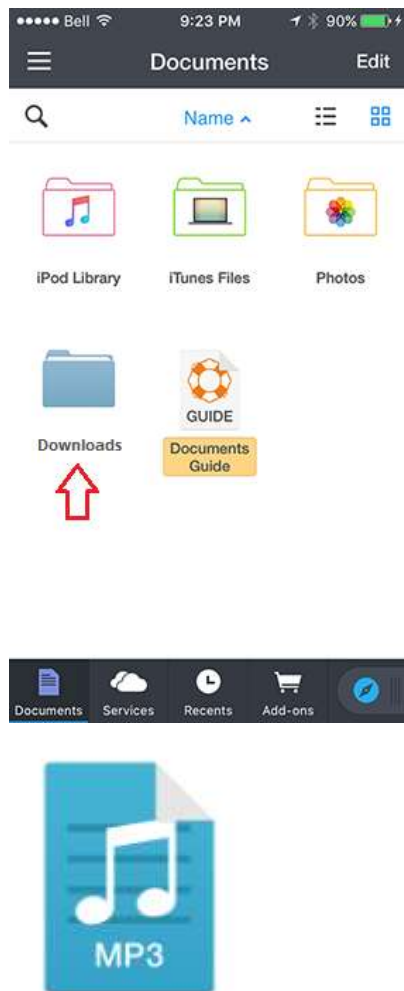 Bell 9:23 PM 90%
Documents Edit
Name
iPod Library iTunes Files Photos
GUIDE
Downloads Documents
Guide
Documents Services Recents Add-ons
MP3